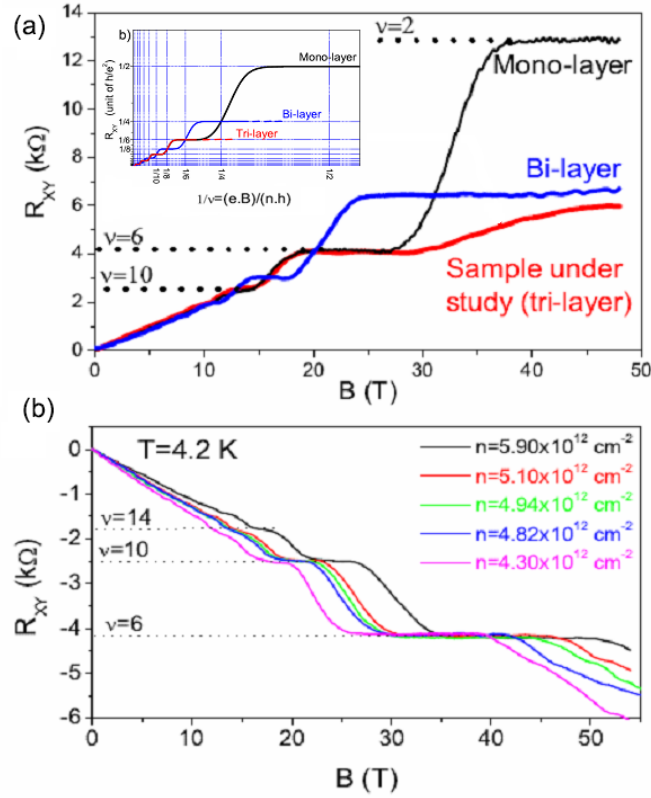 (a)
ν=2
Mono-layer
Bi-layer
Sample under
study (tri-layer)
ν=6
ν=10
R_XY (kΩ)
14
12
10
8
6
4
2
0
0 10 20 30 40 50
B (T)
b)
R_XY (unit of h/e²)
Mono-layer
Bi-layer
Tri-layer
1/2
1/4
1/6
1/8
1/10 1/8 1/6 1/4 1/2
1/ν=(e.B)/(n.h)
(b)
T=4.2 K
n=5.90x10¹² cm⁻²
n=5.10x10¹² cm⁻²
n=4.94x10¹² cm⁻²
n=4.82x10¹² cm⁻²
n=4.30x10¹² cm⁻²
ν=14
ν=10
ν=6
R_XY (kΩ)
0
-1
-2
-3
-4
-5
-6
0 10 20 30 40 50
B (T)